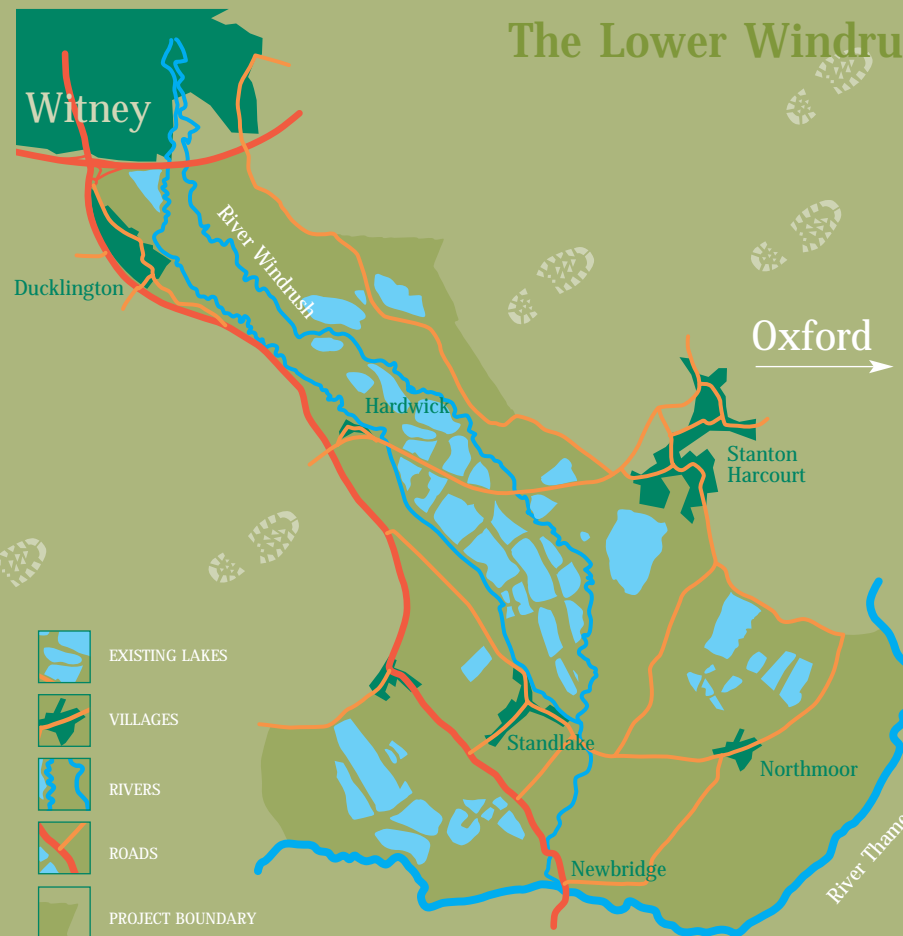 The Lower Windru
Witney
River Windrush
Ducklington
Oxford
Hardwick
Stanton
Harcourt
EXISTING LAKES
VILLAGES
Standlake
Northmoor
RIVERS
ROADS
Newbridge
River Thame
PROJECT BOUNDARY